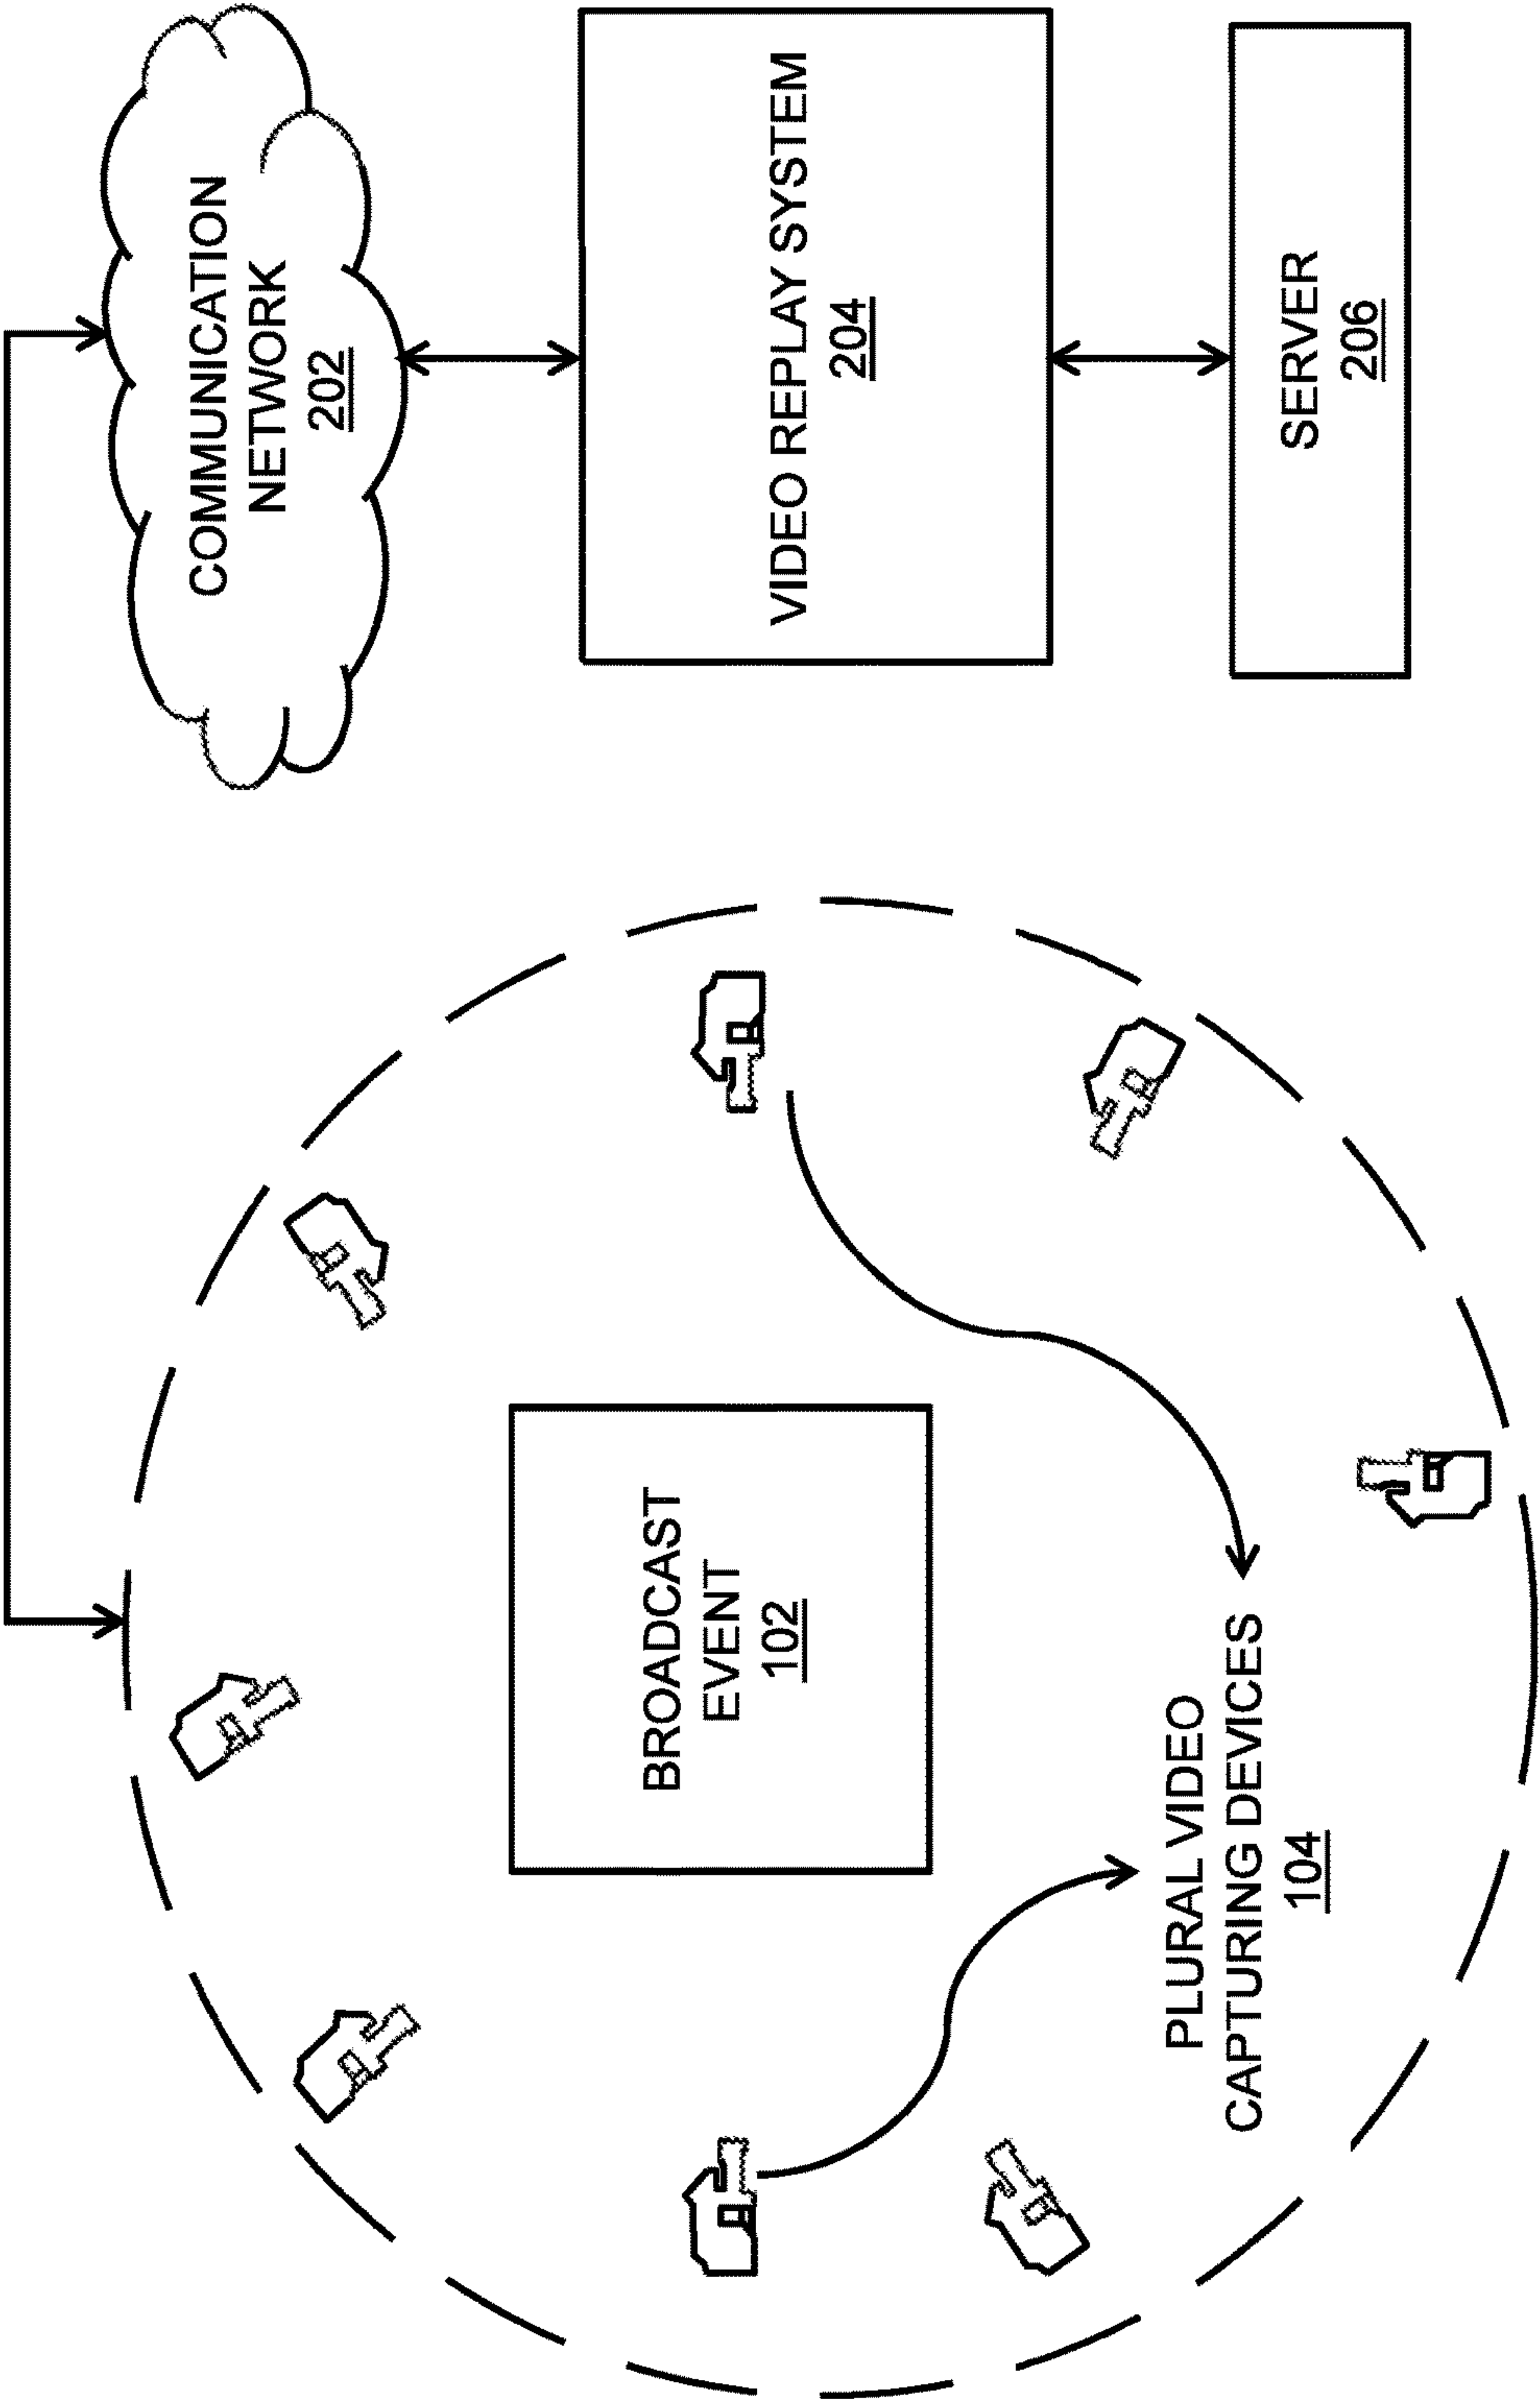 BROADCAST
EVENT
102
PLURAL VIDEO
CAPTURING DEVICES
104
COMMUNICATION
NETWORK
202
VIDEO REPLAY SYSTEM
204
SERVER
206